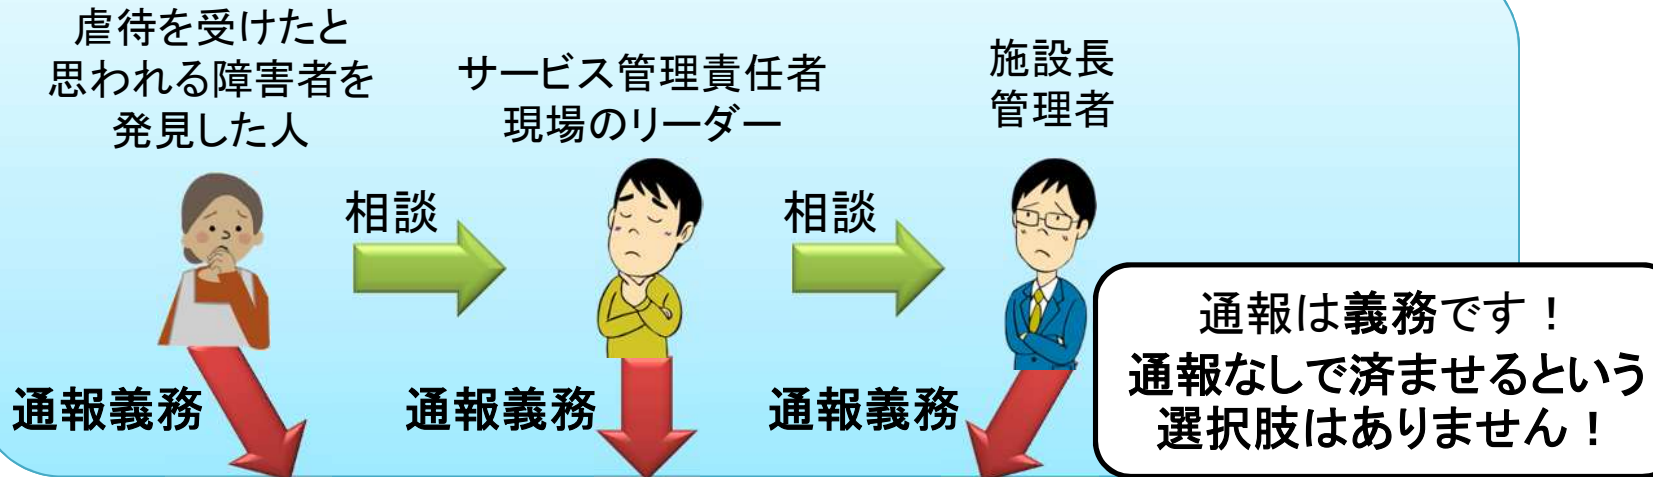 虐待を受けたと
思われる障害者を
発見した人
サービス管理責任者
現場のリーダー
施設長
管理者
相談
相談
通報義務
通報義務
通報義務
通報は義務です！
通報なしで済ませるという
選択肢はありません！